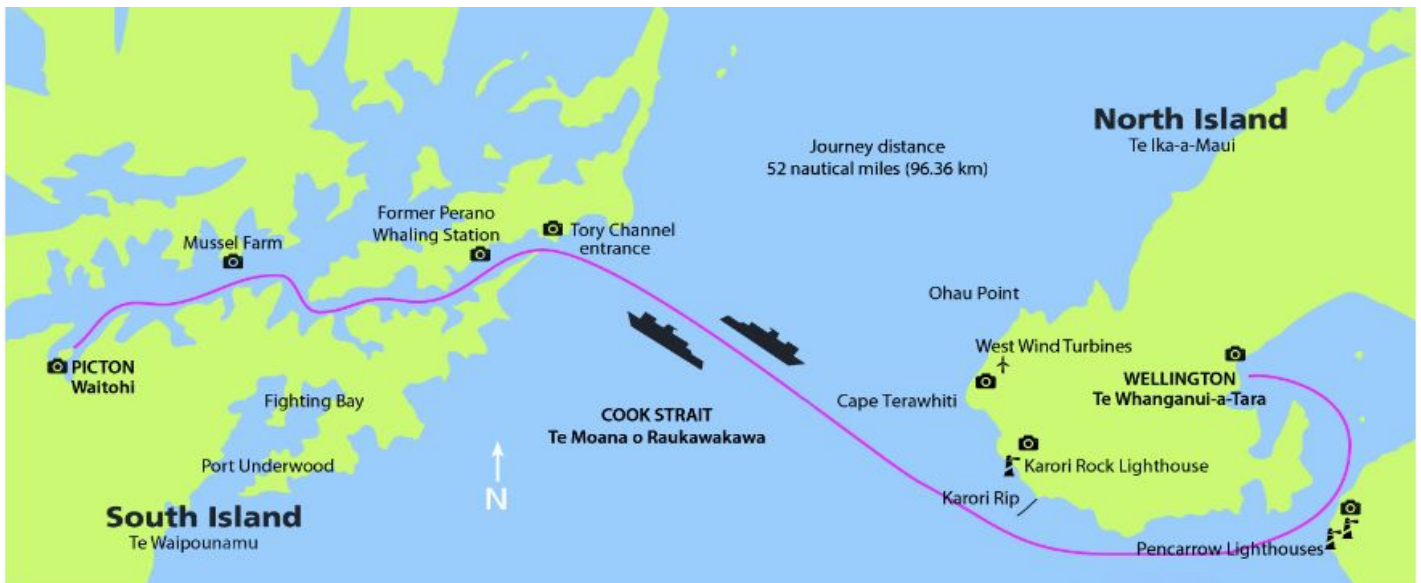 North Island
Te Ika-a-Maui
Journey distance
52 nautical miles (96.36 km)
Former Perano
Whaling Station
Tory Channel
entrance
Mussel Farm
Ohau Point
West Wind Turbines
PICTON
Waitohi
WELLINGTON
Te Whanganui-a-Tara
Fighting Bay
Cape Terawhiti
COOK STRAIT
Te Moana o Raukawakawa
Port Underwood
Karori Rock Lighthouse
N
Karori Rip
South Island
Te Waipounamu
Pencarrow Lighthouses